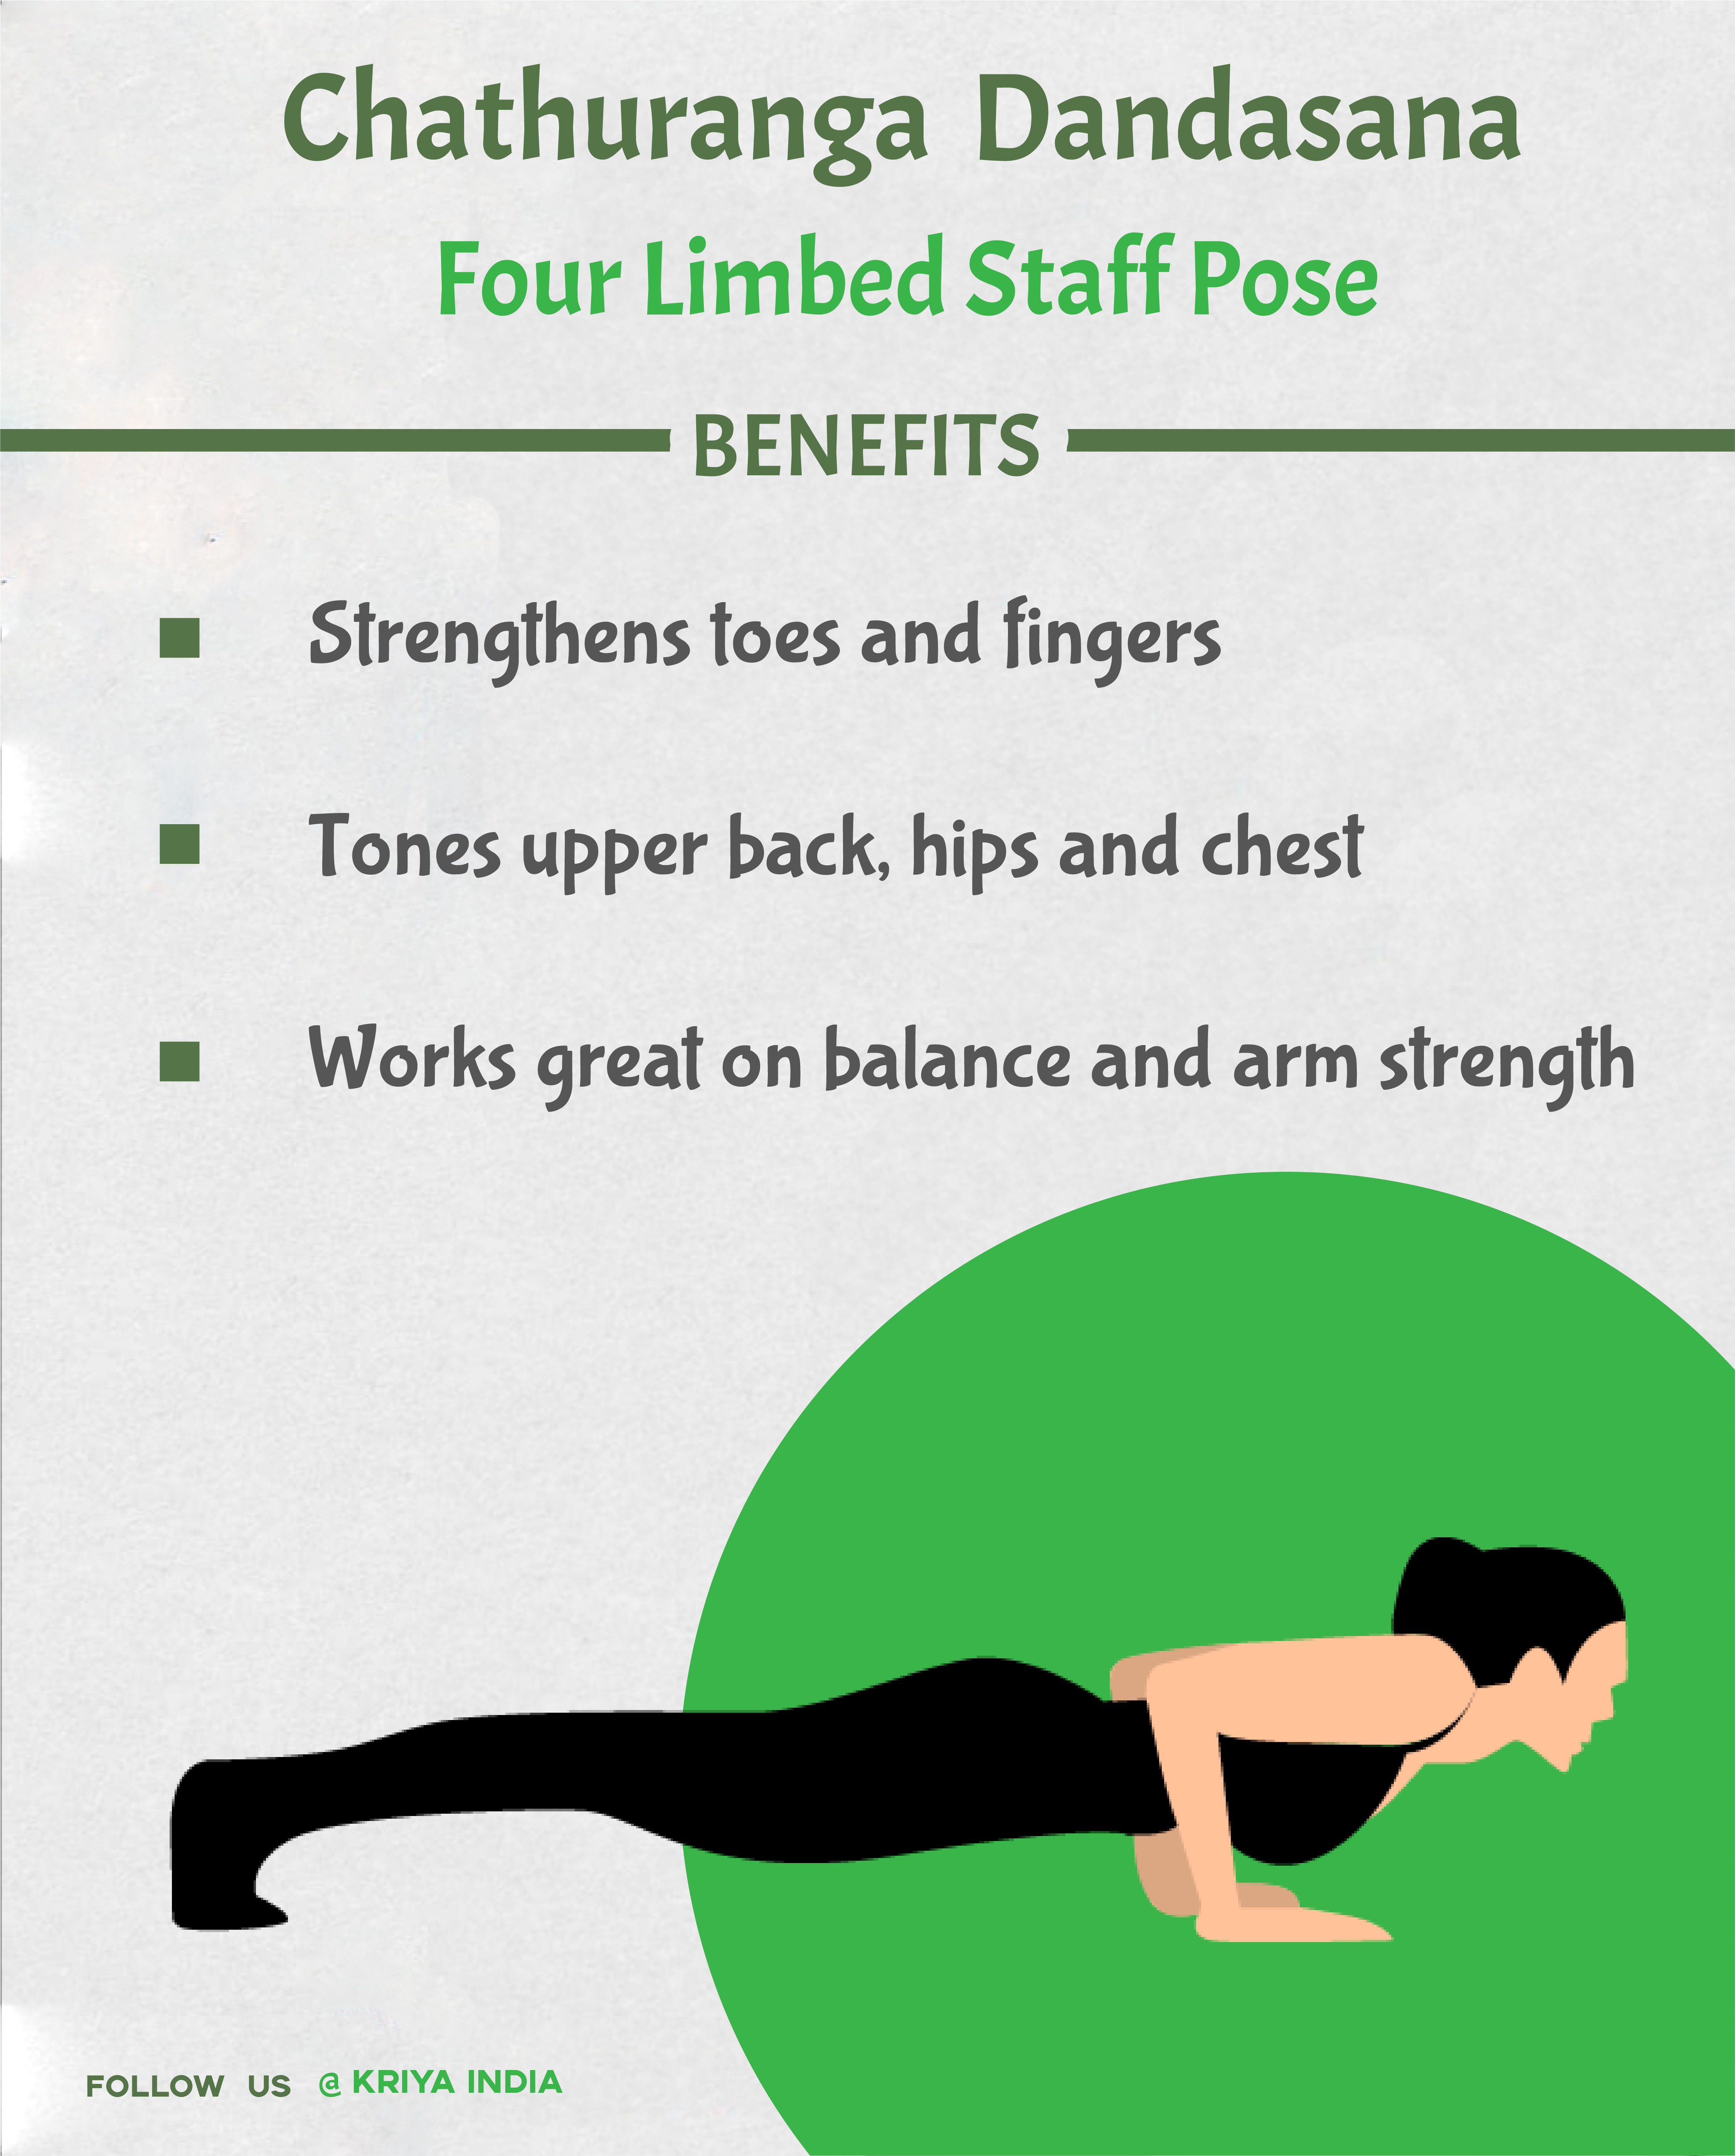 Chathuranga Dandasana
Four Limbed Staff Pose
BENEFITS
Strengthens toes and fingers
Tones upper back, hips and chest
Works great on balance and arm strength
FOLLOW US @ KRIYA INDIA